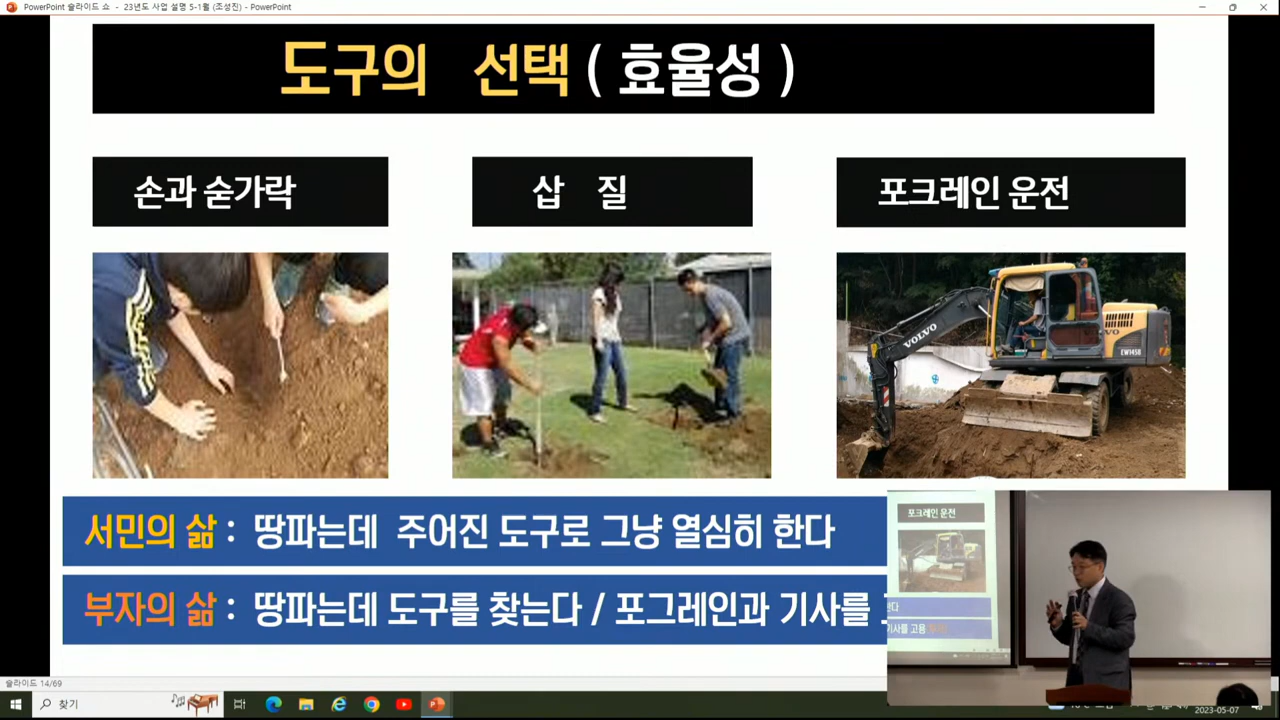 PowerPoint 슬라이드 쇼 - 23년도 사업 설명 5-1월 (조성진) - PowerPoint
도구의 선택 ( 효율성 )
손과 숟가락
삽 질
포크레인 운전
VOLVO
EW145B
서민의 삶 : 땅파는데 주어진 도구로 그냥 열심히 한다
부자의 삶 : 땅파는데 도구를 찾는다 / 포그레인과 기사를
포크레인 운전
기사를 고용
슬라이드 14/69
찾기
2023-05-07